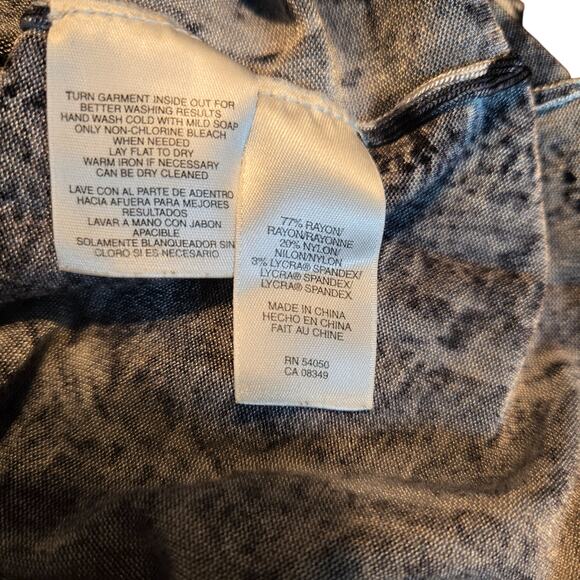 TURN GARMENT INSIDE OUT FOR
BETTER WASHING RESULTS
HAND WASH COLD WITH MILD SOAP
ONLY NON-CHLORINE BLEACH
WHEN NEEDED
LAY FLAT TO DRY
WARM IRON IF NECESSARY
CAN BE DRY CLEANED
LAVE CON AL PARTE DE ADENTRO
HACIA AFUERA PARA MEJORES
RESULTADOS
LAVAR A MANO CON JABON
APACIBLE
SOLAMENTE BLANQUEADOR SIN
CLORO SI ES NECESARIO
77% RAYON/
RAYON/RAYONNE
20% NYLON/
NILON/NYLON
3% LYCRA® SPANDEX/
LYCRA® SPANDEX/
LYCRA® SPANDEX
MADE IN CHINA
HECHO EN CHINA
FAIT AU CHINE
RN 54050
CA 08349